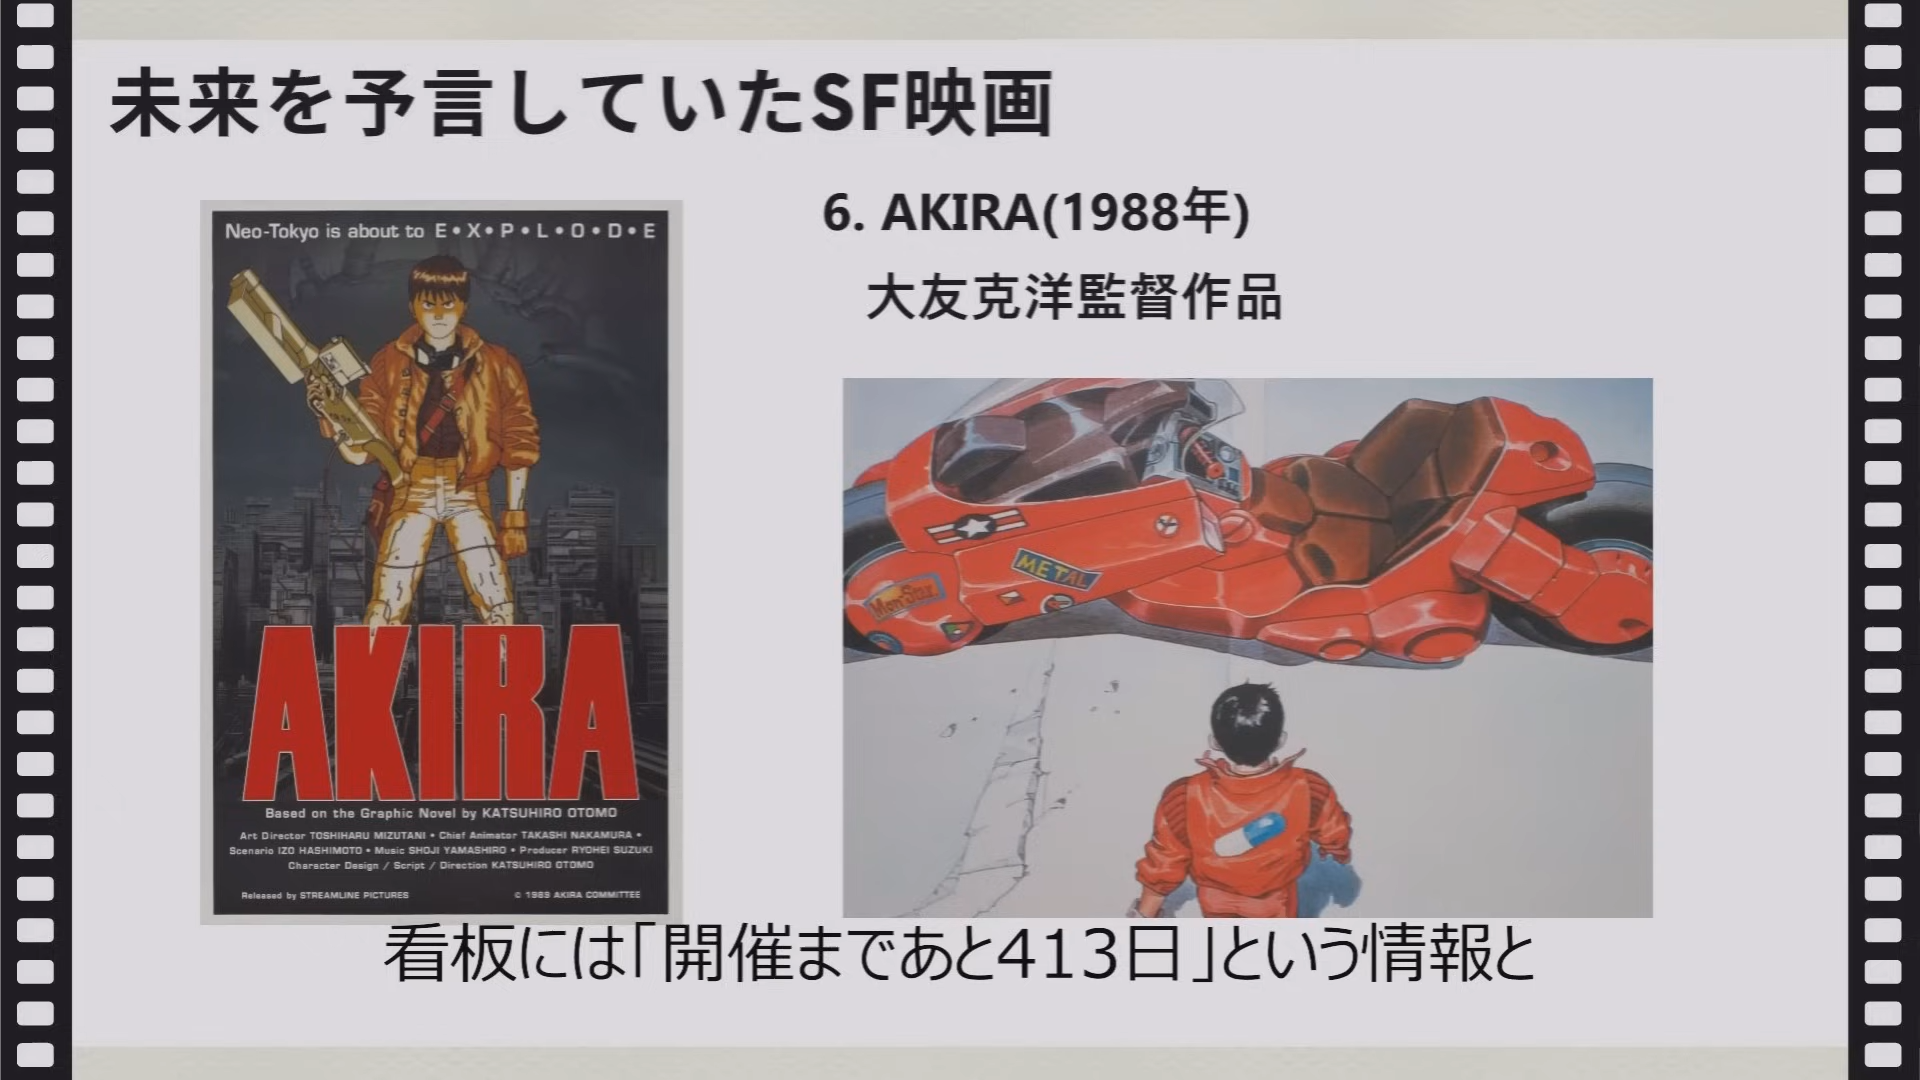 未来を予言していたSF映画
6. AKIRA(1988年)
大友克洋監督作品
Neo-Tokyo is about to E•X•P•L•O•D•E
AKIRA
Based on the Graphic Novel by KATSUHIRO OTOMO
Art Director TOSHIHARU MIZUTANI • Chief Animator TAKASHI NAKAMURA •
Scenario IZO HASHIMOTO • Music SHOJI YAMASHIRO • Producer RYOHEI SUZUKI
Character Design / Script / Direction KATSUHIRO OTOMO
Released by STREAMLINE PICTURES © 1989 AKIRA COMMITTEE
METAL
Mon Star
看板には「開催まであと413日」という情報と